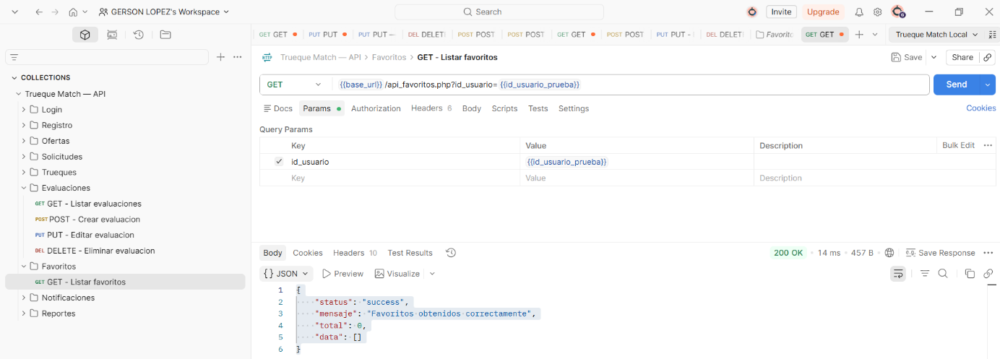 GERSON LOPEZ's Workspace
Search
Invite
Upgrade
GET GET
PUT PUT
PUT PUT —
DEL DELET
POST POST
POST POST
GET GET
POST POST
PUT PUT -
DEL DELET
Favorito
GET GET
Trueque Match Local
COLLECTIONS
Trueque Match — API
Login
Registro
Ofertas
Solicitudes
Trueques
Evaluaciones
GET GET - Listar evaluaciones
POST POST - Crear evaluacion
PUT PUT - Editar evaluacion
DEL DELETE - Eliminar evaluacion
Favoritos
GET GET - Listar favoritos
Notificaciones
Reportes
HTTP Trueque Match — API > Favoritos > GET - Listar favoritos
Save
Share
GET
{{base_url}} /api_favoritos.php?id_usuario= {{id_usuario_prueba}}
Send
Docs Params Authorization Headers 6 Body Scripts Tests Settings
Cookies
Query Params
Key Value Description Bulk Edit
id_usuario {{id_usuario_prueba}}
Key Value Description
Body Cookies Headers 10 Test Results
200 OK • 14 ms • 457 B
e.g. Save Response
{} JSON Preview Visualize
1 {
2 "status": "success",
3 "mensaje": "Favoritos obtenidos correctamente",
4 "total": 0,
5 "data": []
6 }